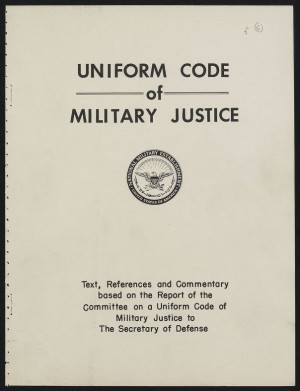 UNIFORM CODE
of
MILITARY JUSTICE
NATIONAL MILITARY ESTABLISHMENT
UNITED STATES OF AMERICA
Text, References and Commentary
based on the Report of the
Committee on a Uniform Code of
Military Justice to
The Secretary of Defense